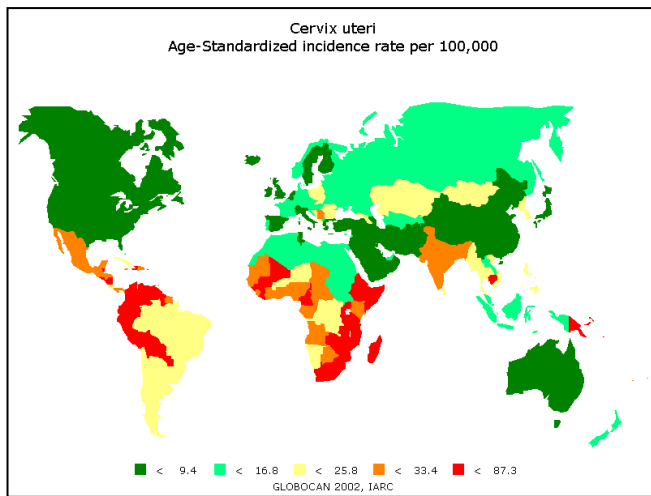 Cervix uteri
Age-Standardized incidence rate per 100,000
< 9.4 < 16.8 < 25.8 < 33.4 < 87.3
GLOBOCAN 2002, IARC